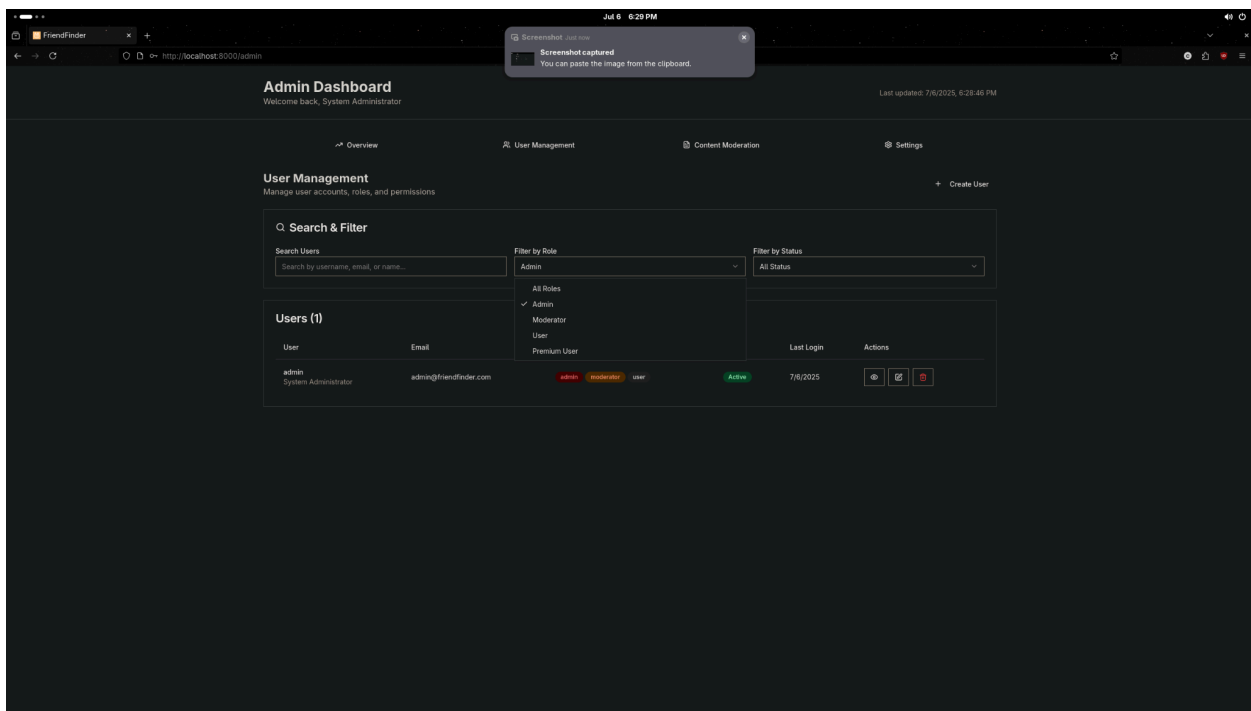 Jul 6 6:29 PM
FriendFinder
Screenshot Just now
Screenshot captured
You can paste the image from the clipboard.
http://localhost:8000/admin
Admin Dashboard
Welcome back, System Administrator
Last updated: 7/6/2025, 6:28:46 PM
Overview
User Management
Content Moderation
Settings
User Management
Manage user accounts, roles, and permissions
+ Create User
Search & Filter
Search Users
Search by username, email, or name...
Filter by Role
Admin
Filter by Status
All Status
All Roles
Admin
Moderator
User
Premium User
Users (1)
User Email Last Login Actions
admin
System Administrator
admin@friendfinder.com admin moderator user Active 7/6/2025